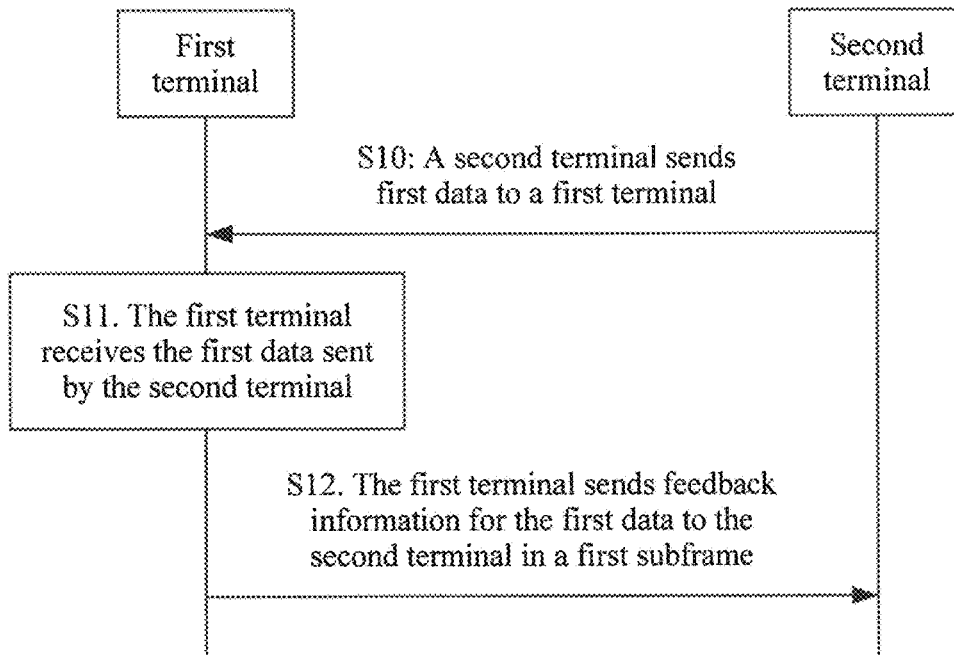 First
terminal
Second
terminal
S10: A second terminal sends
first data to a first terminal
S11. The first terminal
receives the first data sent
by the second terminal
S12. The first terminal sends feedback
information for the first data to the
second terminal in a first subframe